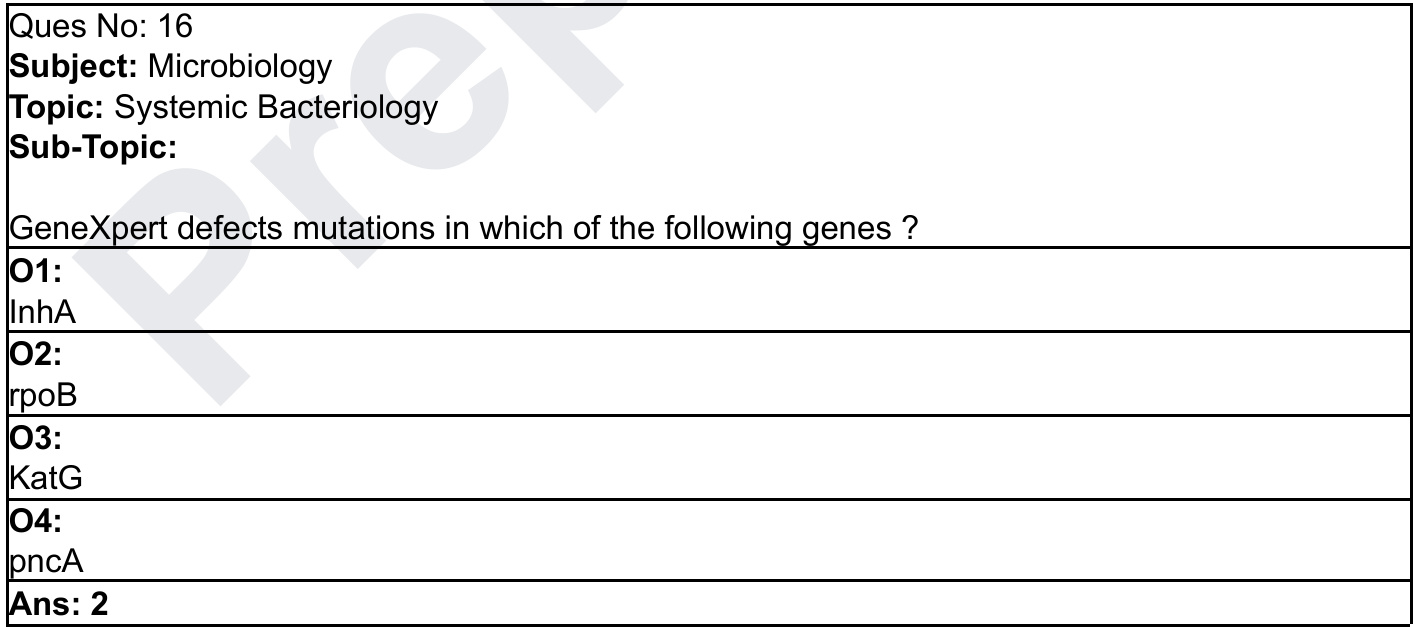 Ques No: 16
Subject: Microbiology
Topic: Systemic Bacteriology
Sub-Topic:
GeneXpert defects mutations in which of the following genes ?
O1:
InhA
O2:
rpoB
O3:
KatG
O4:
pncA
Ans: 2
Prep